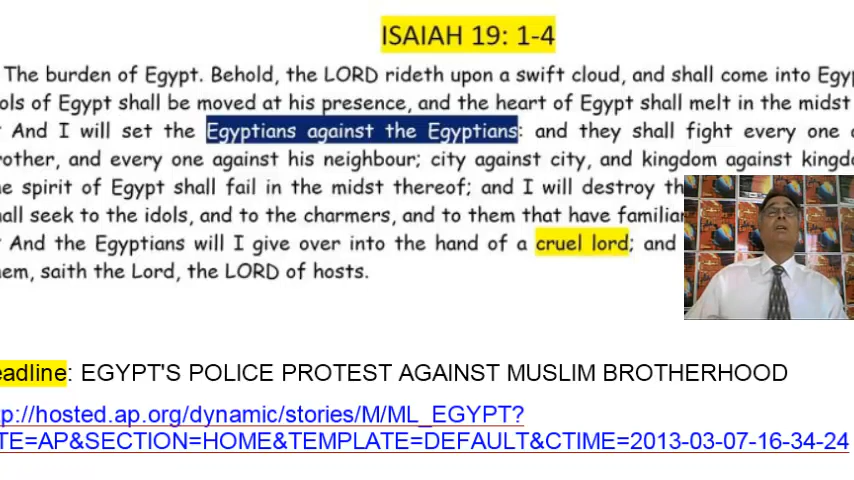 ISAIAH 19: 1-4
The burden of Egypt. Behold, the LORD rideth upon a swift cloud, and shall come into Egyp
ols of Egypt shall be moved at his presence, and the heart of Egypt shall melt in the midst
And I will set the Egyptians against the Egyptians: and they shall fight every one
rother, and every one against his neighbour; city against city, and kingdom against kingdo
e spirit of Egypt shall fail in the midst thereof; and I will destroy th
all seek to the idols, and to the charmers, and to them that have familiar
And the Egyptians will I give over into the hand of a cruel lord; and
em, saith the Lord, the LORD of hosts.
eadline: EGYPT'S POLICE PROTEST AGAINST MUSLIM BROTHERHOOD
p://hosted.ap.org/dynamic/stories/M/ML_EGYPT?
TE=AP&SECTION=HOME&TEMPLATE=DEFAULT&CTIME=2013-03-07-16-34-24